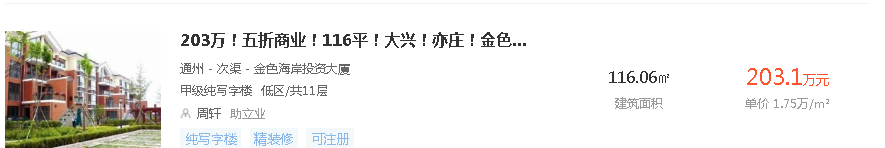 203万！五折商业！116平！大兴！亦庄！金色...
通州 - 次渠 - 金色海岸投资大厦
甲级纯写字楼 低区/共11层
周轩 助立业
纯写字楼 精装修 可注册
116.06㎡
建筑面积
203.1万元
单价 1.75万/m²